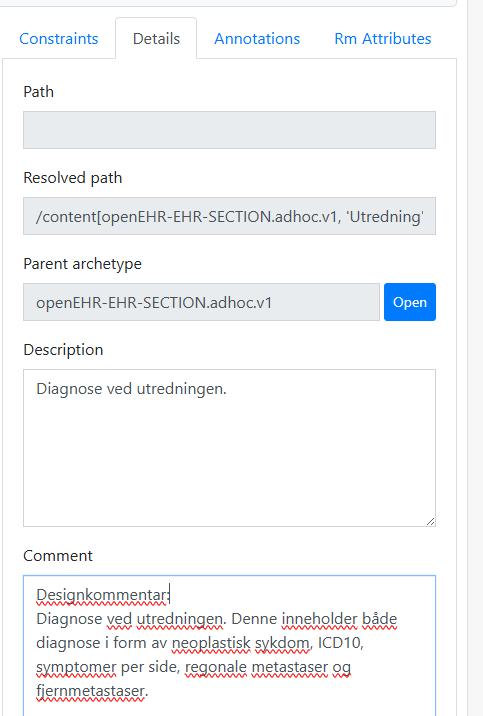 Constraints Details Annotations Rm Attributes
Path
Resolved path
/content[openEHR-EHR-SECTION.adhoc.v1, 'Utredning'
Parent archetype
openEHR-EHR-SECTION.adhoc.v1 Open
Description
Diagnose ved utredningen.
Comment
Designkommentar:
Diagnose ved utredningen. Denne inneholder både
diagnose i form av neoplastisk sykdom, ICD10,
symptomer per side, regonale metastaser og
fjernmetastaser.